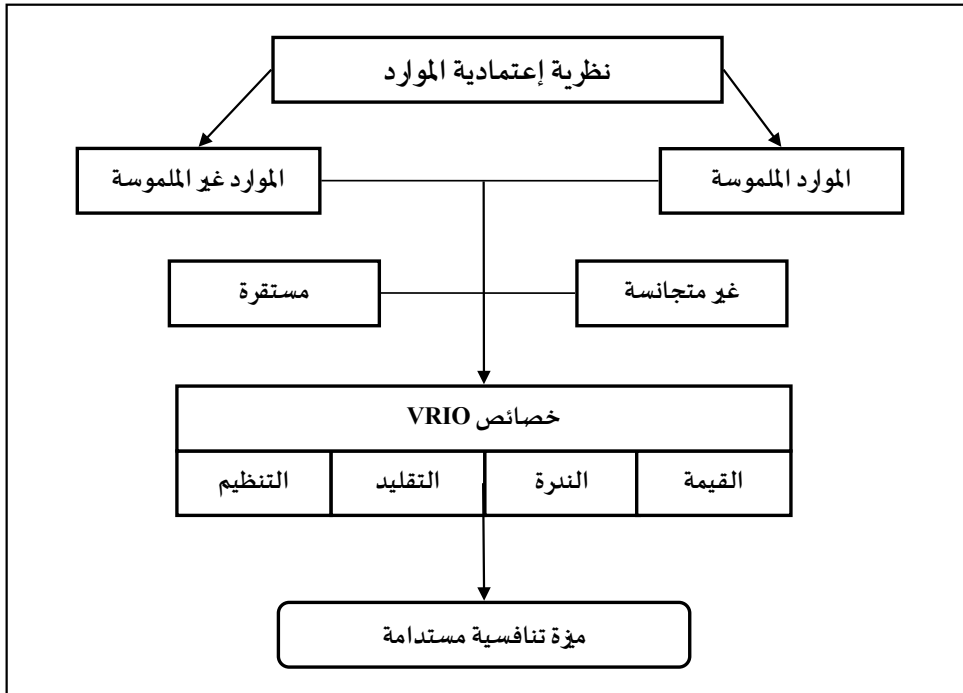 نظرية إعتمادية الموارد
الموارد الملموسة
الموارد غير الملموسة
غير متجانسة
مستقرة
خصائص VRIO
القيمة
الندرة
التقليد
التنظيم
ميزة تنافسية مستدامة